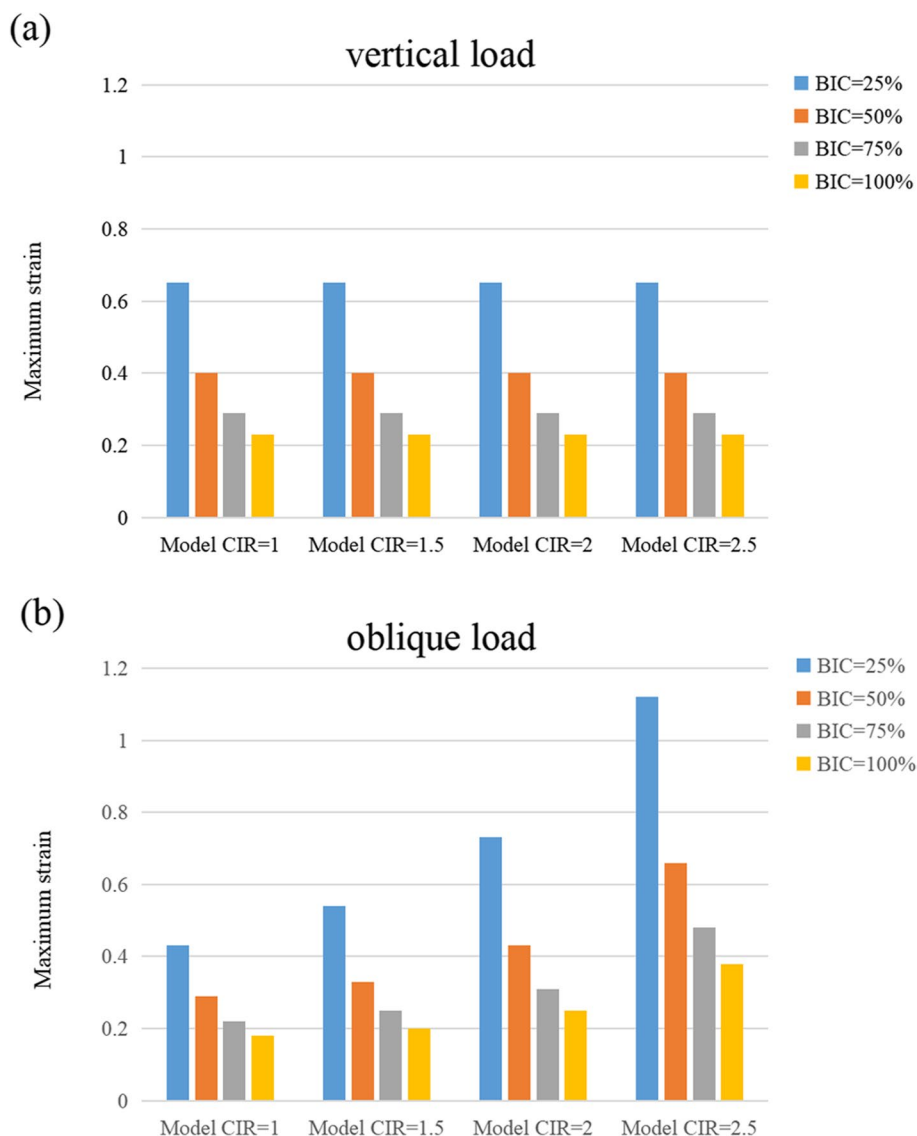 (a)
vertical load
1.2
1
0.8
0.6
0.4
0.2
0
Maximum strain
Model CIR=1
Model CIR=1.5
Model CIR=2
Model CIR=2.5
BIC=25%
BIC=50%
BIC=75%
BIC=100%
(b)
oblique load
1.2
1
0.8
0.6
0.4
0.2
0
Maximum strain
Model CIR=1
Model CIR=1.5
Model CIR=2
Model CIR=2.5
BIC=25%
BIC=50%
BIC=75%
BIC=100%